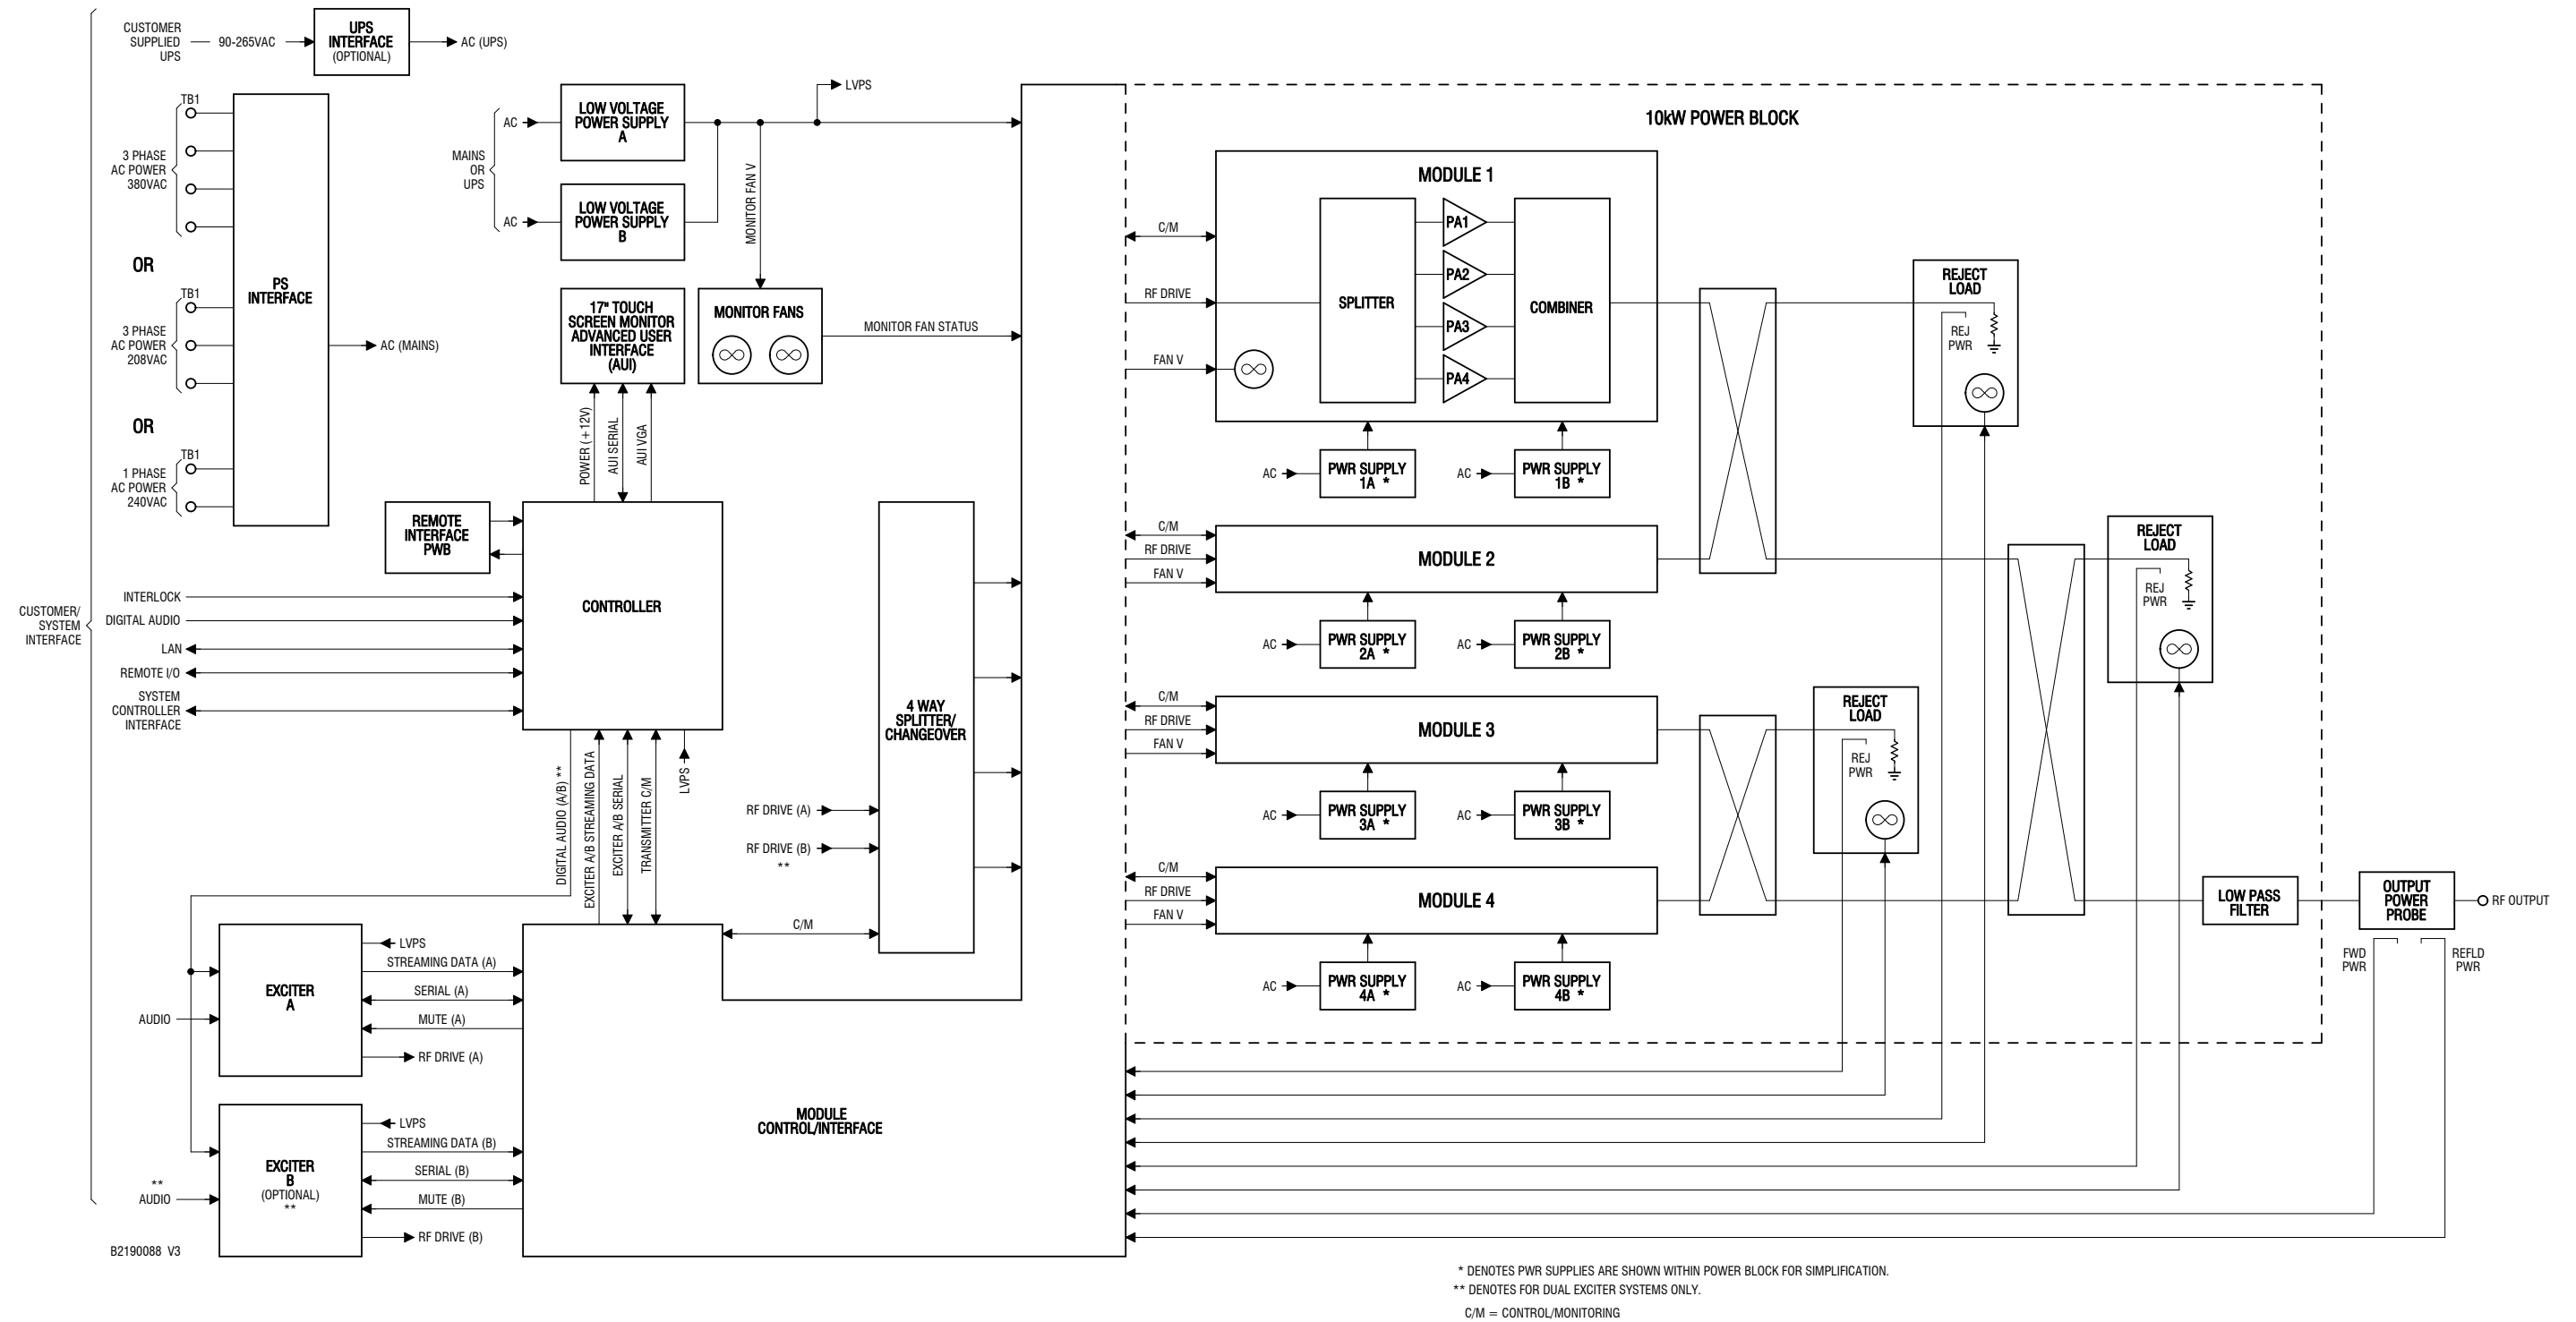 CUSTOMER
SUPPLIED
UPS
90-265VAC
UPS
INTERFACE
(OPTIONAL)
AC (UPS)
TB1
3 PHASE
AC POWER
380VAC
OR
TB1
3 PHASE
AC POWER
208VAC
OR
TB1
1 PHASE
AC POWER
240VAC
PS
INTERFACE
AC (MAINS)
MAINS
OR
UPS
AC
LOW VOLTAGE
POWER SUPPLY
A
AC
LOW VOLTAGE
POWER SUPPLY
B
LVPS
MONITOR FAN V
17" TOUCH
SCREEN MONITOR
ADVANCED USER
INTERFACE
(AUI)
MONITOR FANS
MONITOR FAN STATUS
POWER (+12V)
AUI SERIAL
AUI VGA
REMOTE
INTERFACE
PWB
CONTROLLER
CUSTOMER/
SYSTEM
INTERFACE
INTERLOCK
DIGITAL AUDIO
LAN
REMOTE I/O
SYSTEM
CONTROLLER
INTERFACE
DIGITAL AUDIO (A/B) **
EXCITER A/B STREAMING DATA
EXCITER A/B SERIAL
TRANSMITTER C/M
LVPS
4 WAY
SPLITTER/
CHANGEOVER
RF DRIVE (A)
RF DRIVE (B)
**
C/M
EXCITER
A
AUDIO
LVPS
STREAMING DATA (A)
SERIAL (A)
MUTE (A)
RF DRIVE (A)
EXCITER
B
(OPTIONAL)
**
**
AUDIO
LVPS
STREAMING DATA (B)
SERIAL (B)
MUTE (B)
RF DRIVE (B)
MODULE
CONTROL/INTERFACE
B2190088 V3
10kW POWER BLOCK
C/M
RF DRIVE
FAN V
MODULE 1
SPLITTER
PA1
PA2
PA3
PA4
COMBINER
AC
PWR SUPPLY
1A *
AC
PWR SUPPLY
1B *
C/M
RF DRIVE
FAN V
MODULE 2
AC
PWR SUPPLY
2A *
AC
PWR SUPPLY
2B *
C/M
RF DRIVE
FAN V
MODULE 3
AC
PWR SUPPLY
3A *
AC
PWR SUPPLY
3B *
C/M
RF DRIVE
FAN V
MODULE 4
AC
PWR SUPPLY
4A *
AC
PWR SUPPLY
4B *
REJECT
LOAD
REJ
PWR
REJECT
LOAD
REJ
PWR
REJECT
LOAD
REJ
PWR
LOW PASS
FILTER
OUTPUT
POWER
PROBE
RF OUTPUT
FWD
PWR
REFLD
PWR
* DENOTES PWR SUPPLIES ARE SHOWN WITHIN POWER BLOCK FOR SIMPLIFICATION.
** DENOTES FOR DUAL EXCITER SYSTEMS ONLY.
C/M = CONTROL/MONITORING